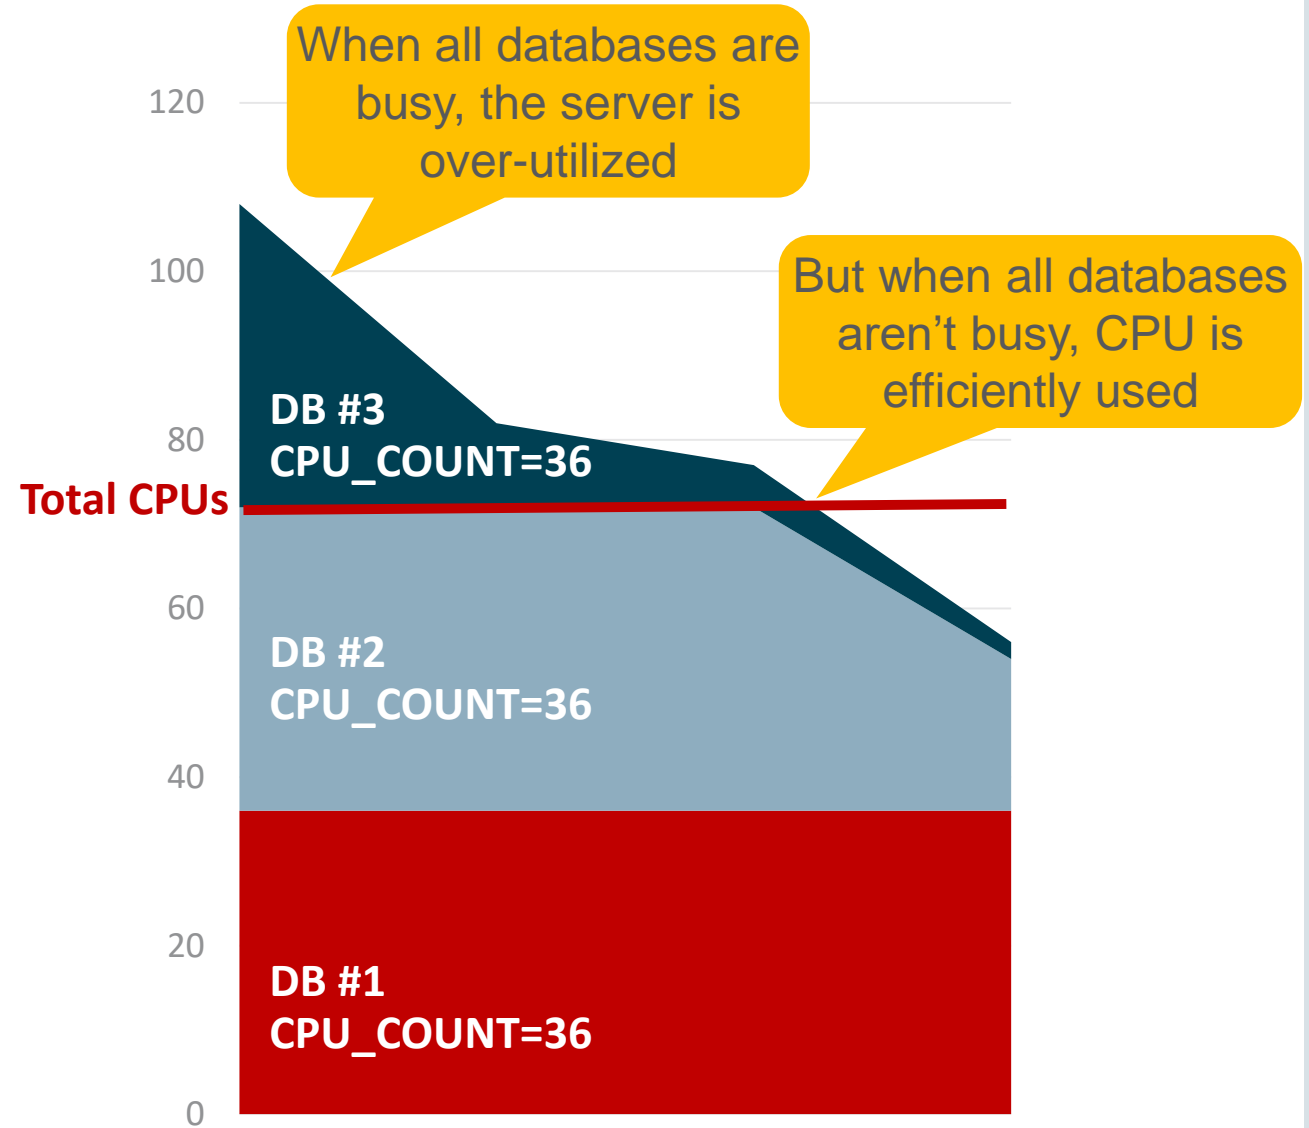 When all databases are
busy, the server is
over-utilized
120
100
But when all databases
aren’t busy, CPU is
efficiently used
DB #3
CPU_COUNT=36
80
Total CPUs
60
DB #2
CPU_COUNT=36
40
20
DB #1
CPU_COUNT=36
0